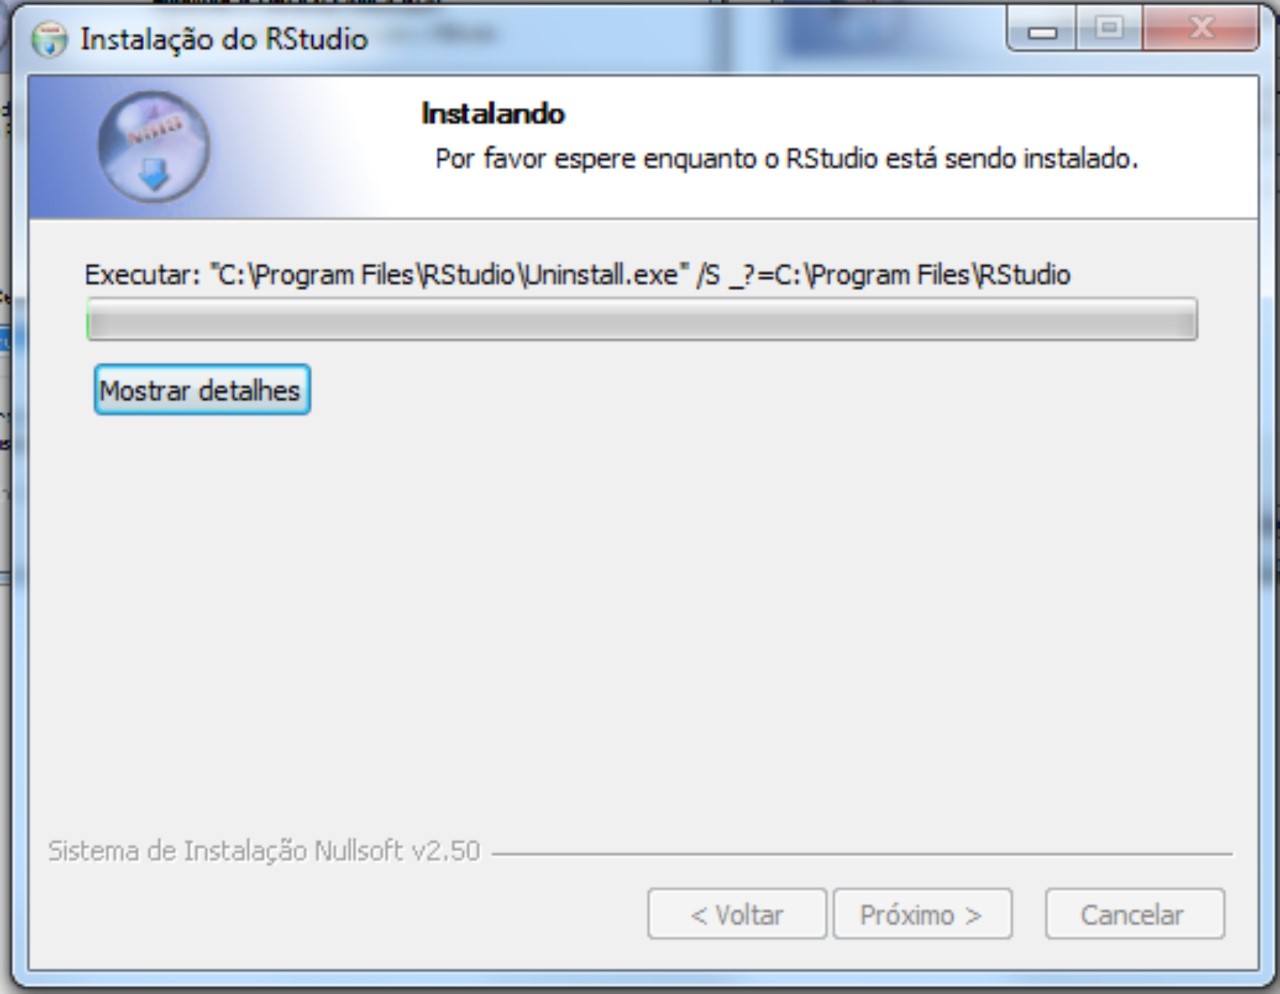 Instalação do RStudio
Instalando
Por favor espere enquanto o RStudio está sendo instalado.
Executar: "C:\Program Files\RStudio\Uninstall.exe" /S _?=C:\Program Files\RStudio
Mostrar detalhes
Sistema de Instalação Nullsoft v2.50
< Voltar
Próximo >
Cancelar